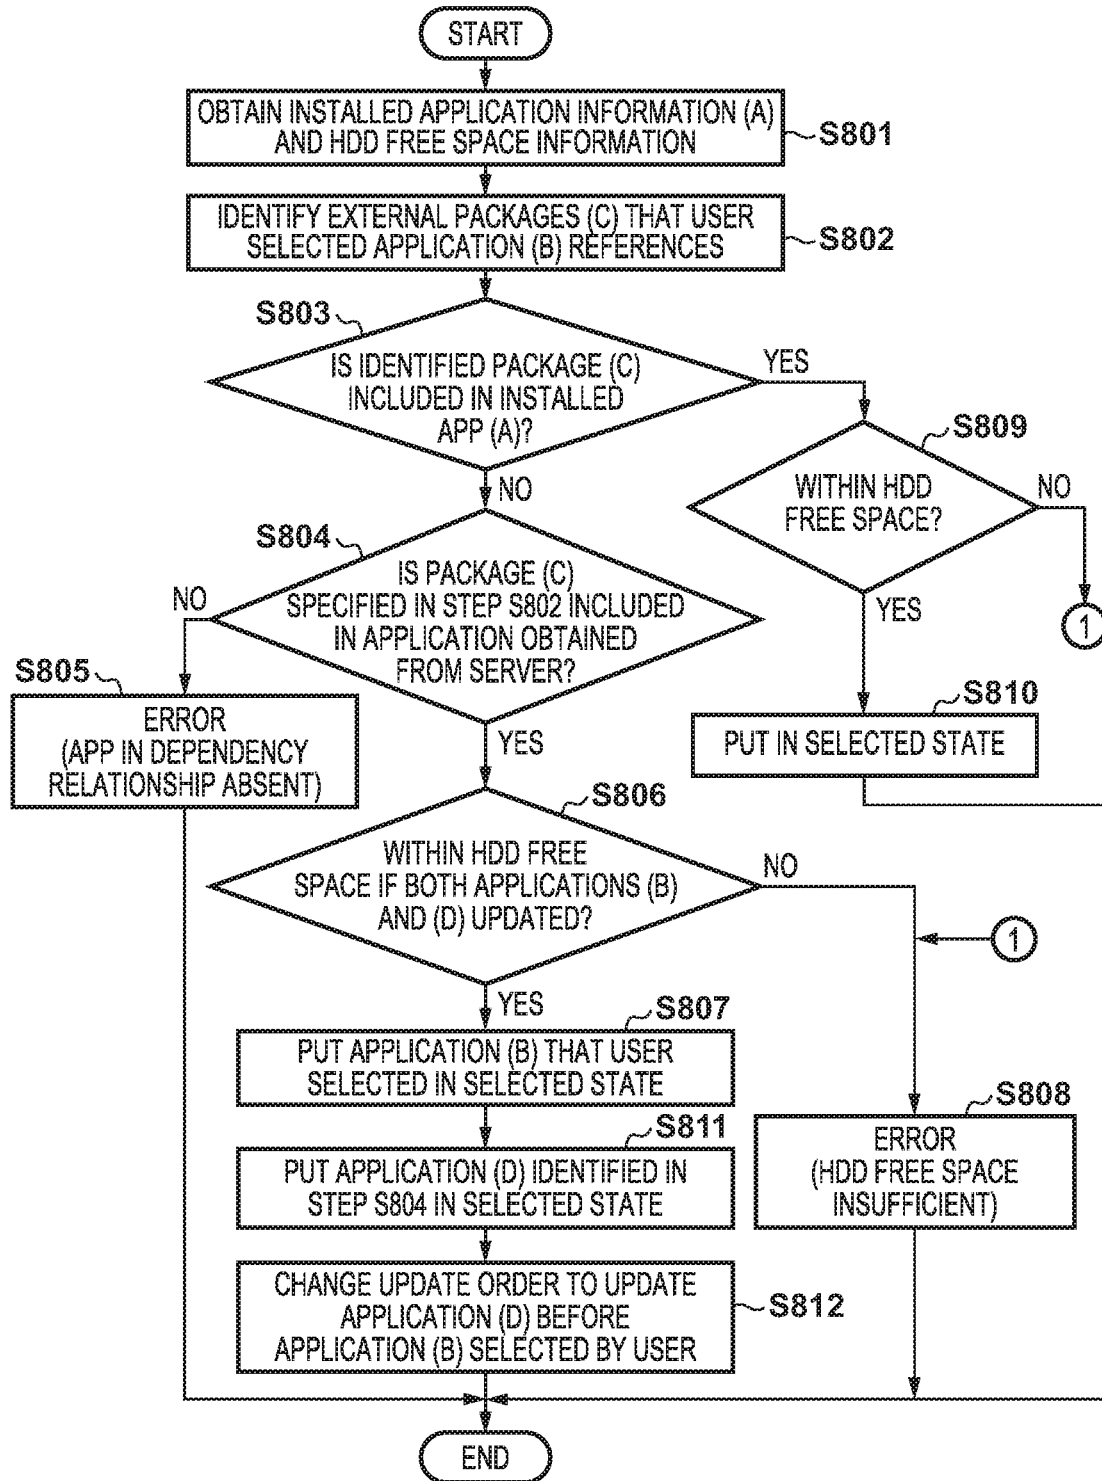 START
OBTAIN INSTALLED APPLICATION INFORMATION (A)
AND HDD FREE SPACE INFORMATION
S801
IDENTIFY EXTERNAL PACKAGES (C) THAT USER
SELECTED APPLICATION (B) REFERENCES
S802
S803
IS IDENTIFIED PACKAGE (C)
INCLUDED IN INSTALLED
APP (A)?
YES
NO
S809
WITHIN HDD
FREE SPACE?
NO
YES
1
S804
IS PACKAGE (C)
SPECIFIED IN STEP S802 INCLUDED
IN APPLICATION OBTAINED
FROM SERVER?
NO
YES
S805
ERROR
(APP IN DEPENDENCY
RELATIONSHIP ABSENT)
S810
PUT IN SELECTED STATE
S806
WITHIN HDD FREE
SPACE IF BOTH APPLICATIONS (B)
AND (D) UPDATED?
NO
1
YES
S807
PUT APPLICATION (B) THAT USER
SELECTED IN SELECTED STATE
S811
PUT APPLICATION (D) IDENTIFIED IN
STEP S804 IN SELECTED STATE
S808
ERROR
(HDD FREE SPACE
INSUFFICIENT)
CHANGE UPDATE ORDER TO UPDATE
APPLICATION (D) BEFORE
APPLICATION (B) SELECTED BY USER
S812
END